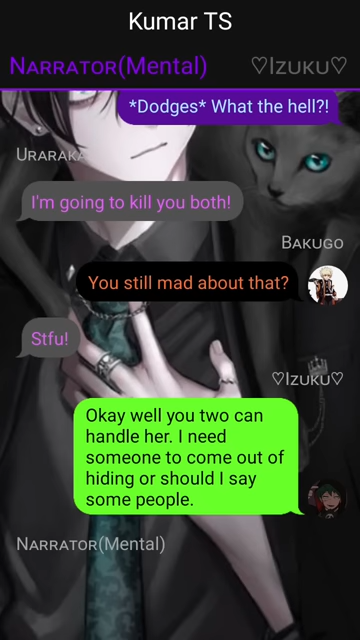 Kumar TS
Narrator(Mental) ♡Izuku♡
*Dodges* What the hell?!
Uraraka
I'm going to kill you both!
Bakugo
You still mad about that?
Stfu!
♡Izuku♡
Okay well you two can
handle her. I need
someone to come out of
hiding or should I say
some people.
Narrator(Mental)